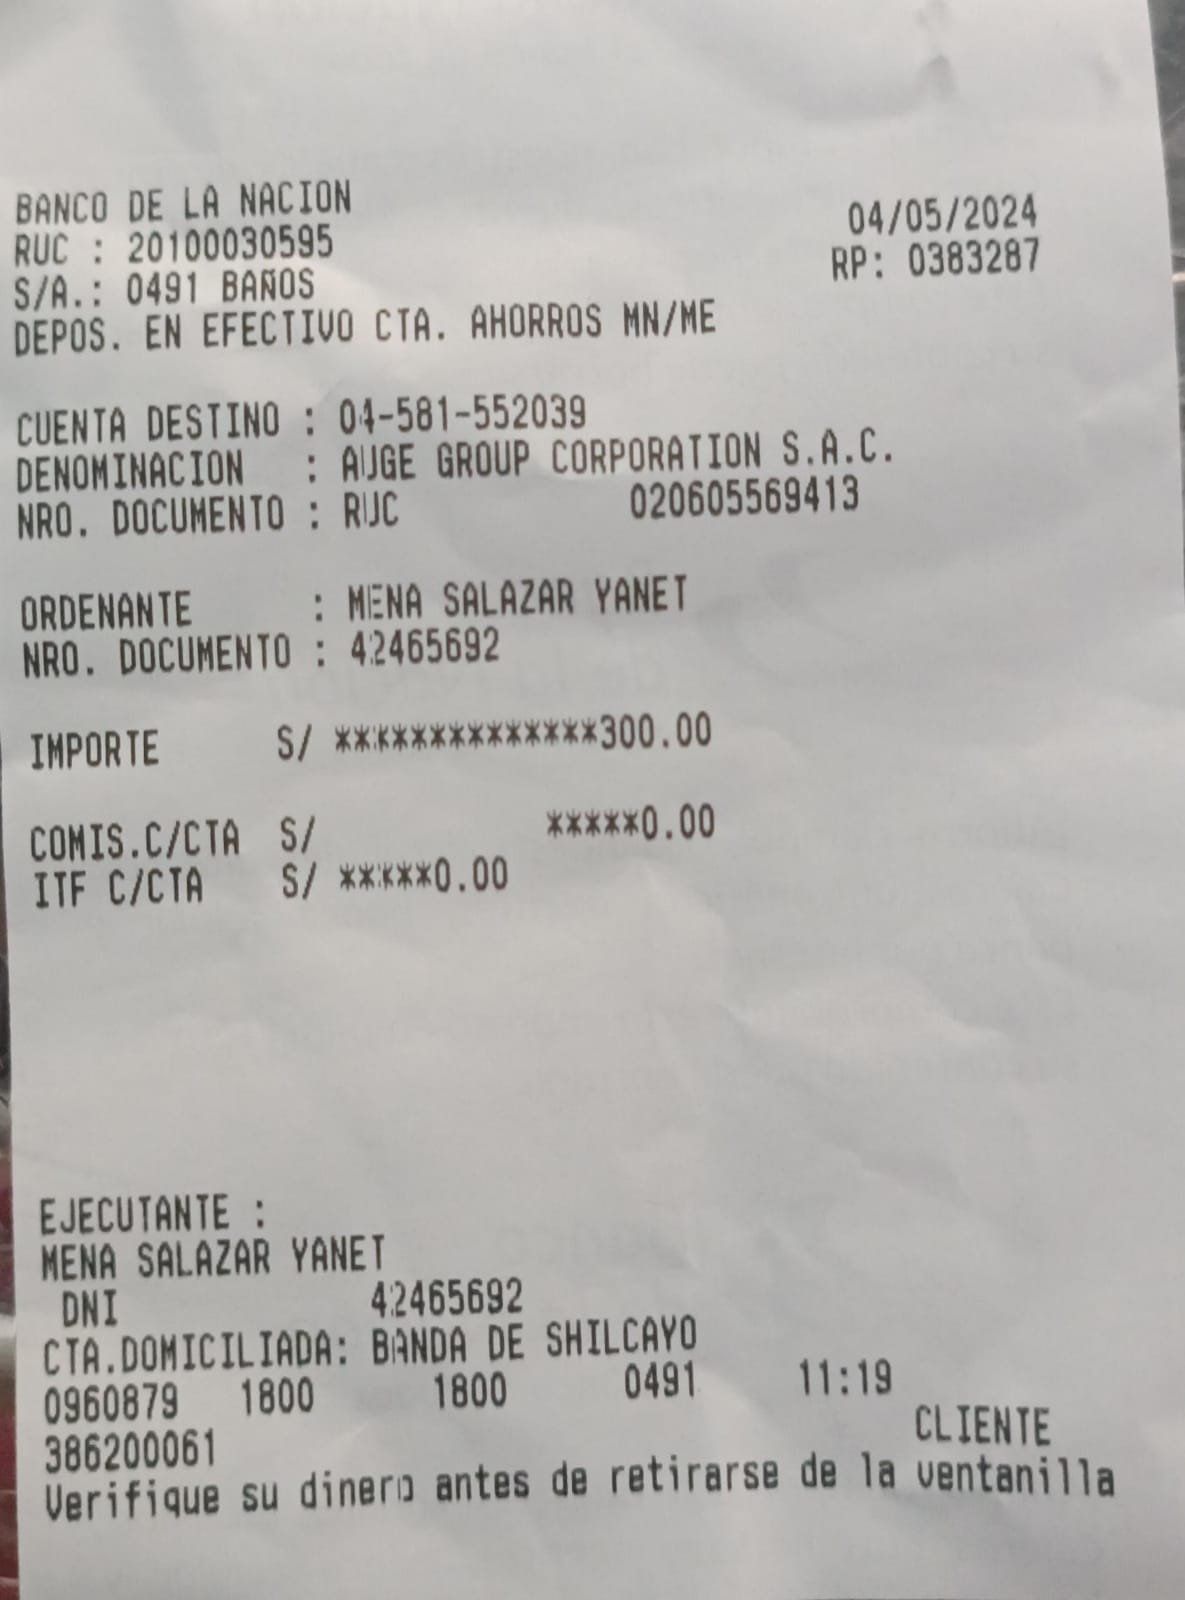 BANCO DE LA NACION
04/05/2024
RUC : 20100030595
RP: 0383287
S/A.: 0491 BAÑOS
DEPOS. EN EFECTIVO CTA. AHORROS MN/ME
CUENTA DESTINO : 04-581-552039
DENOMINACION : AUGE GROUP CORPORATION S.A.C.
NRO. DOCUMENTO : RUC 020605569413
ORDENANTE : MENA SALAZAR YANET
NRO. DOCUMENTO : 42465692
IMPORTE S/ **************300.00
COMIS.C/CTA S/ *****0.00
ITF C/CTA S/ *****0.00
EJECUTANTE :
MENA SALAZAR YANET
DNI 42465692
CTA.DOMICILIADA: BANDA DE SHILCAYO
0960879 1800 1800 0491 11:19
CLIENTE
386200061
Verifique su dinero antes de retirarse de la ventanilla